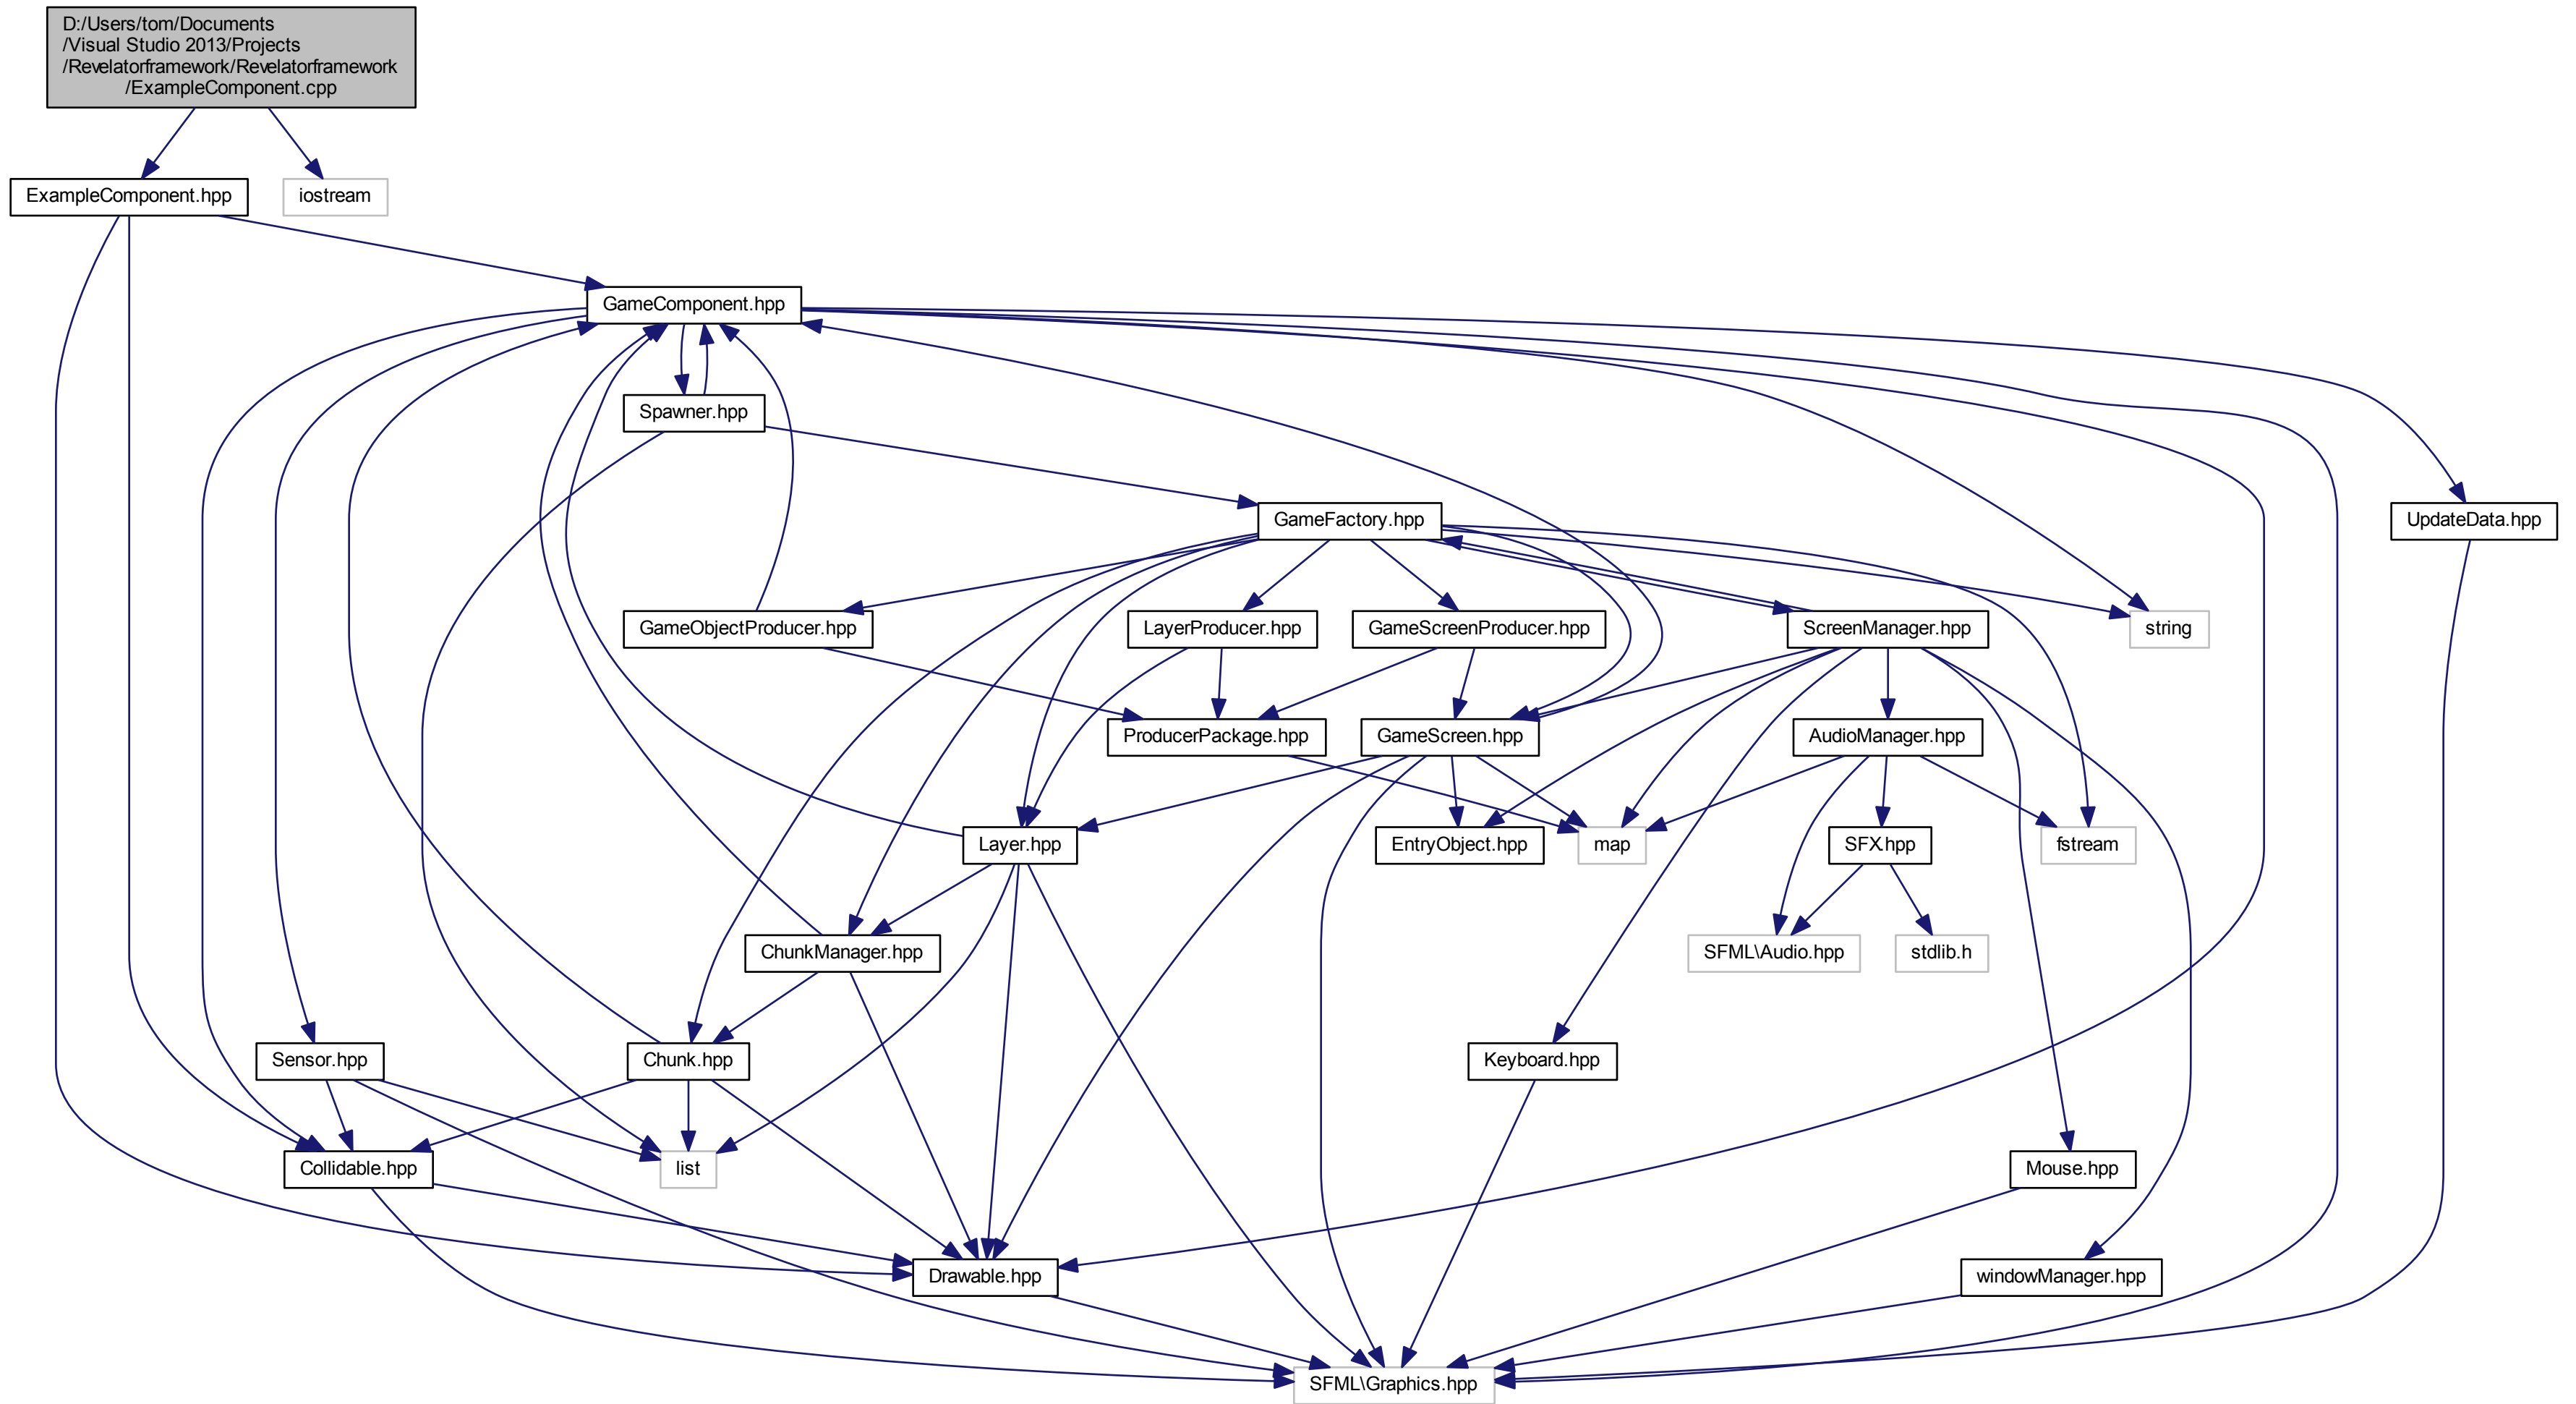 D:/Users/tom/Documents
/Visual Studio 2013/Projects
/Revelatorframework/Revelatorframework
/ExampleComponent.cpp
ExampleComponent.hpp
iostream
GameComponent.hpp
Spawner.hpp
GameFactory.hpp
UpdateData.hpp
GameObjectProducer.hpp
LayerProducer.hpp
GameScreenProducer.hpp
ScreenManager.hpp
string
ProducerPackage.hpp
GameScreen.hpp
AudioManager.hpp
Layer.hpp
EntryObject.hpp
map
SFX.hpp
fstream
ChunkManager.hpp
SFML\Audio.hpp
stdlib.h
Sensor.hpp
Chunk.hpp
Keyboard.hpp
Collidable.hpp
list
Mouse.hpp
Drawable.hpp
windowManager.hpp
SFML\Graphics.hpp